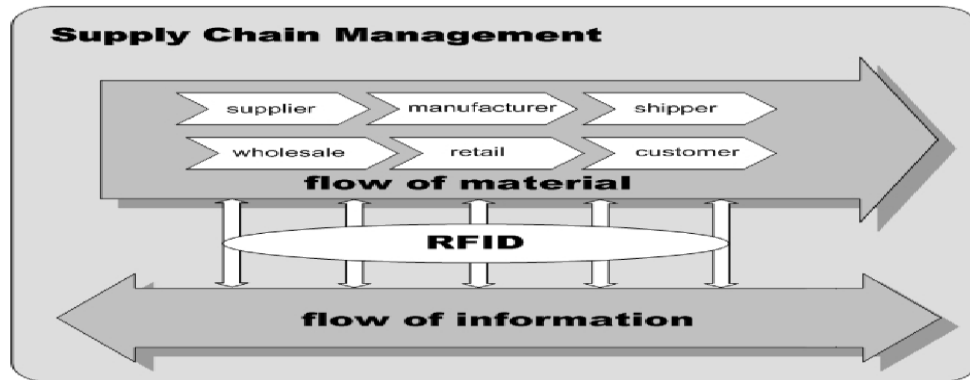 Supply Chain Management
supplier manufacturer shipper
wholesale retail customer
flow of material
RFID
flow of information